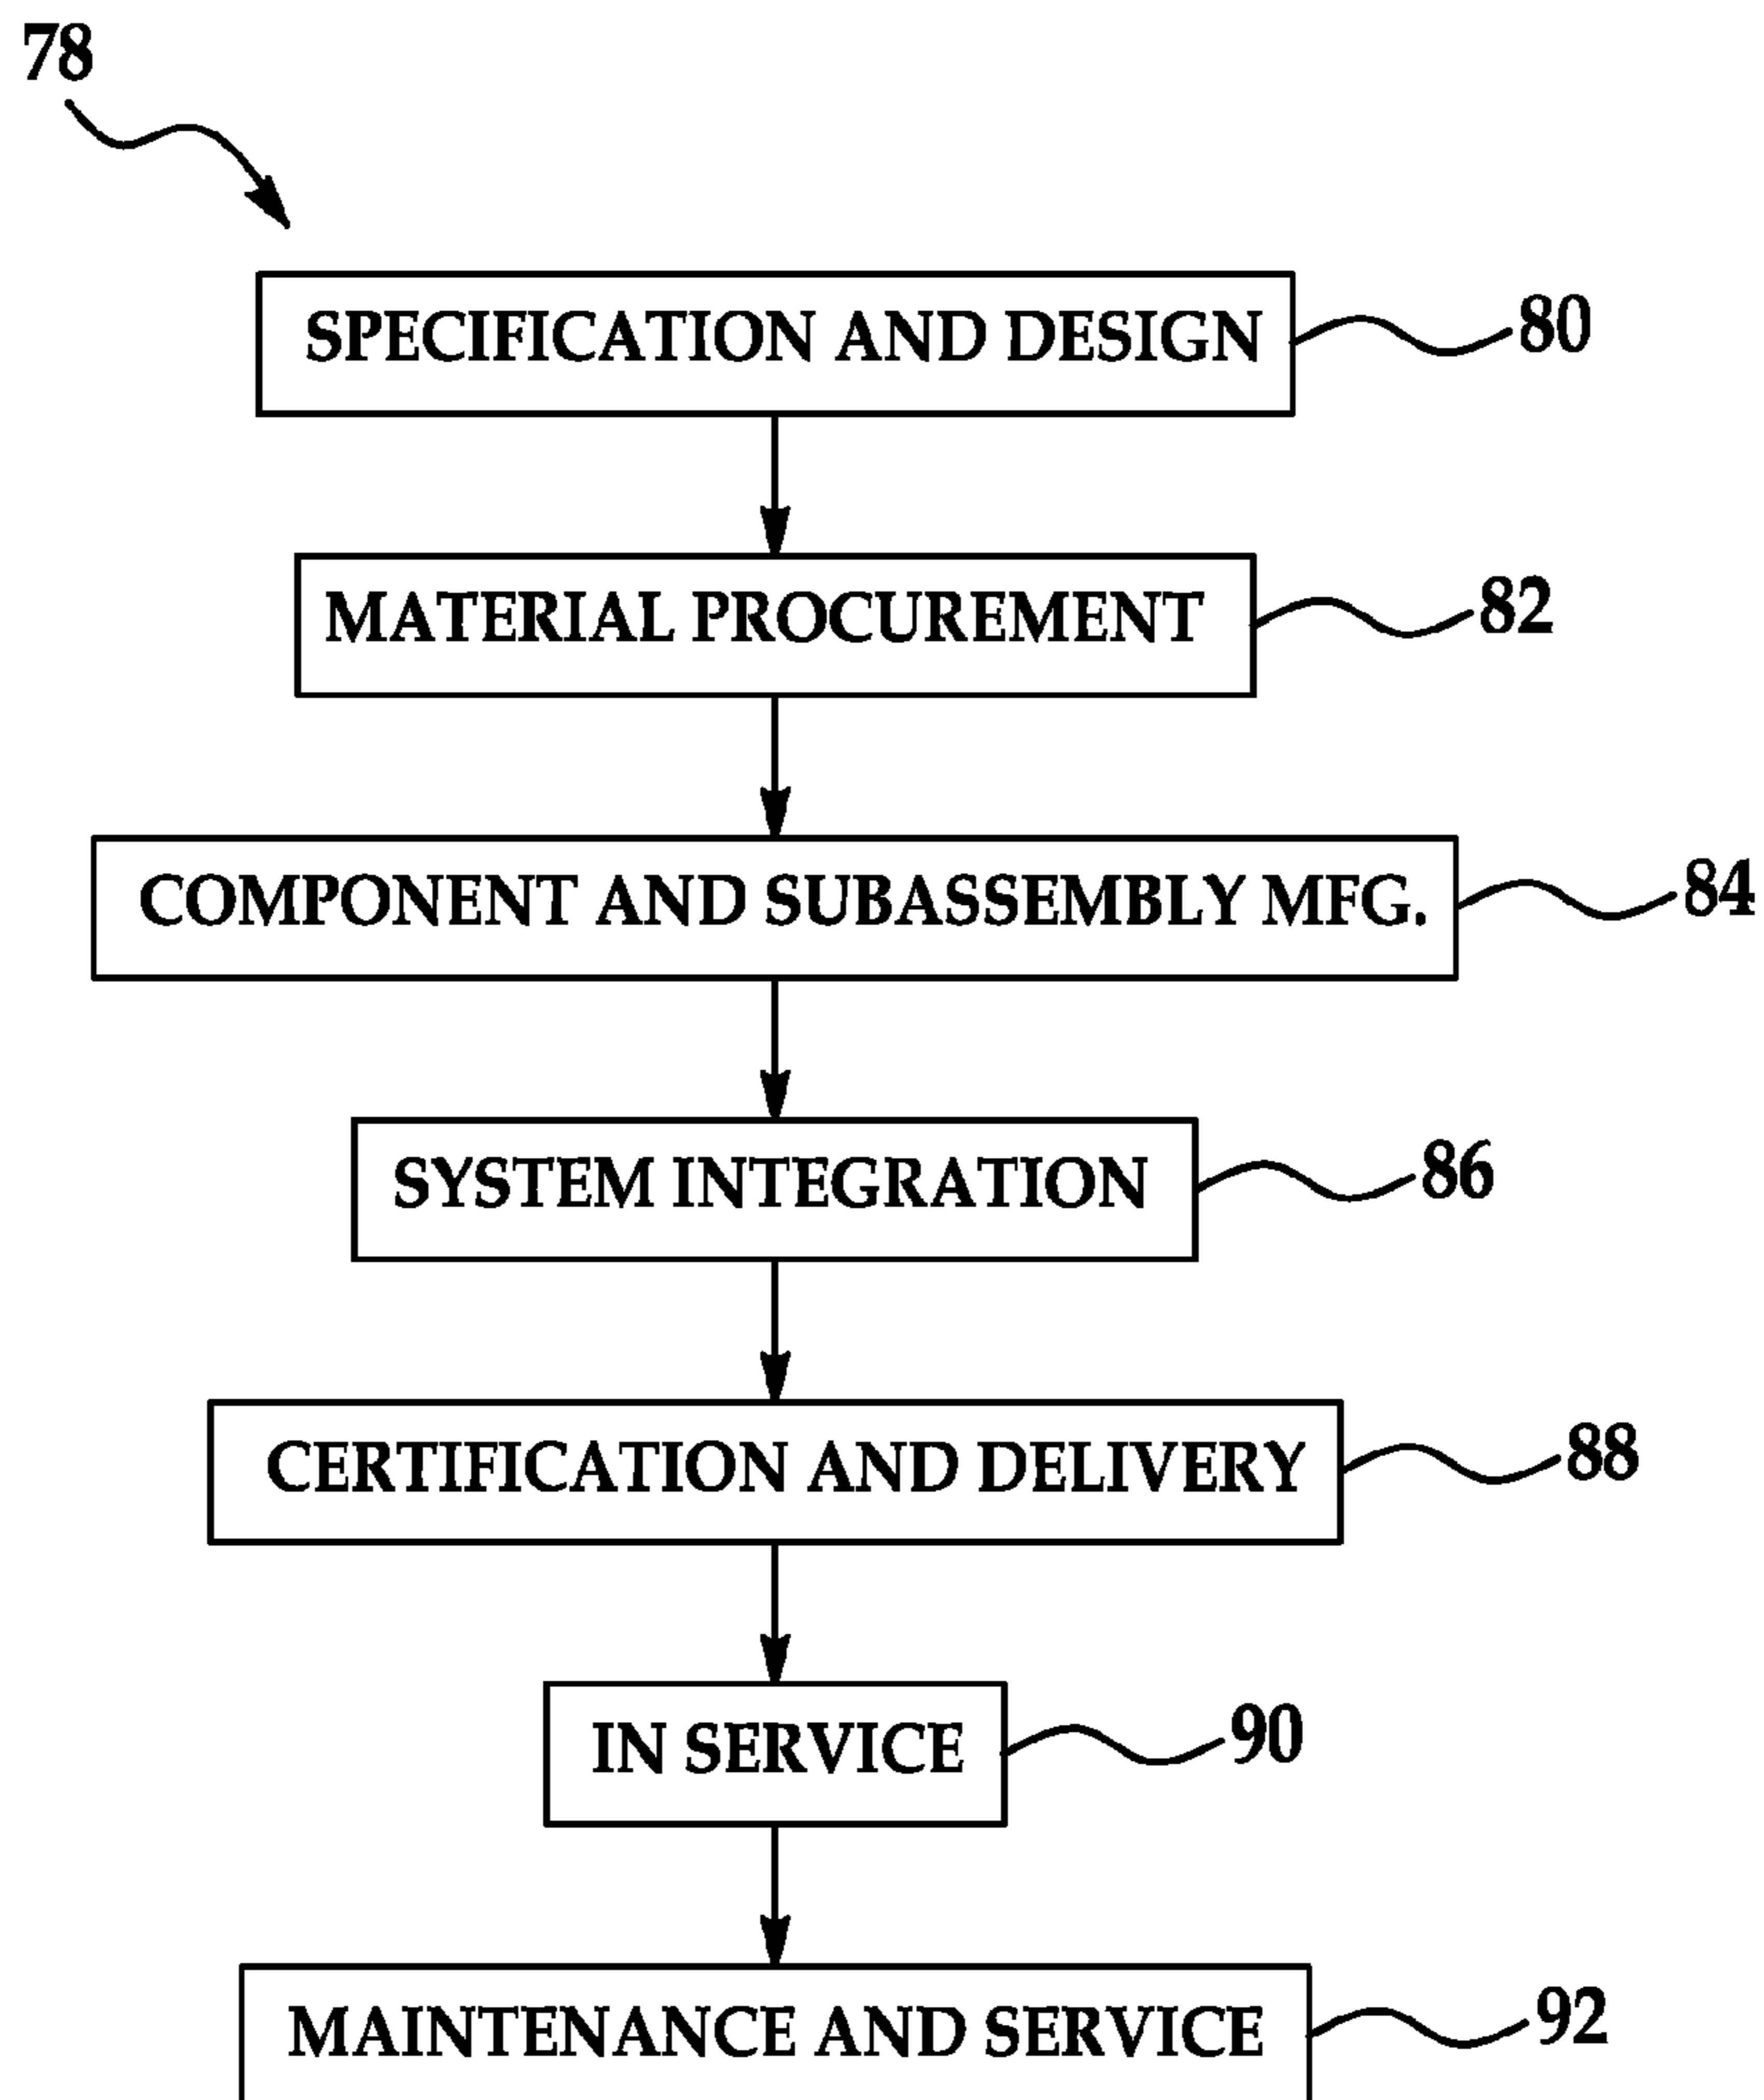 78
SPECIFICATION AND DESIGN 80
MATERIAL PROCUREMENT 82
COMPONENT AND SUBASSEMBLY MFG. 84
SYSTEM INTEGRATION 86
CERTIFICATION AND DELIVERY 88
IN SERVICE 90
MAINTENANCE AND SERVICE 92